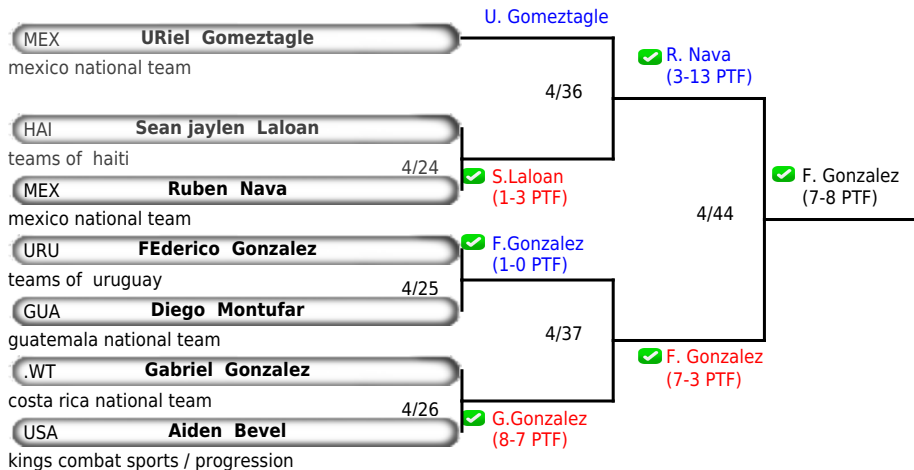 U. Gomeztagle
MEX URiel Gomeztagle
mexico national team
R. Nava
(3-13 PTF)
4/36
HAI Sean jaylen Laloan
teams of haiti
4/24
S.Laloan
(1-3 PTF)
MEX Ruben Nava
mexico national team
F. Gonzalez
(7-8 PTF)
4/44
URU FEderico Gonzalez
teams of uruguay
F.Gonzalez
(1-0 PTF)
4/25
GUA Diego Montufar
guatemala national team
4/37
F. Gonzalez
(7-3 PTF)
.WT Gabriel Gonzalez
costa rica national team
4/26
G.Gonzalez
(8-7 PTF)
USA Aiden Bevel
kings combat sports / progression